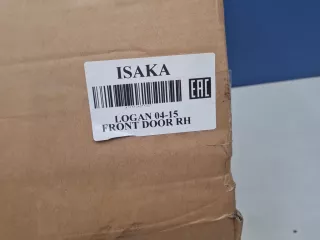 ISAKA
EAC
LOGAN 04-15
FRONT DOOR RH